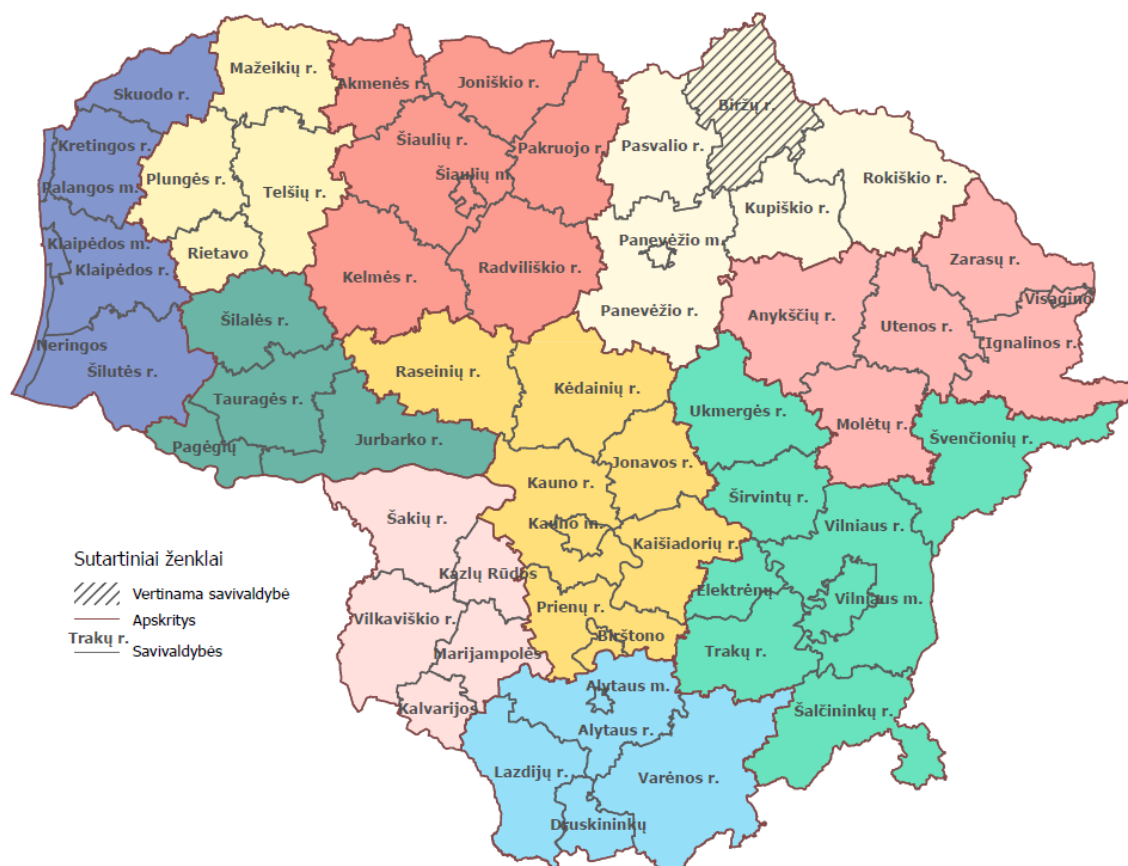 Mažeikių r.
Akmenės r.
Joniškio r.
Skuodo r.
Biržų r.
Kretingos r.
Šiaulių r.
Pakruojo r.
Pasvalio r.
Šiaulių m.
Palangos m.
Plungės r.
Telšių r.
Rokiškio r.
Kupiškio r.
Klaipėdos m.
Rietavo
Panevėžio m.
Klaipėdos r.
Kelmės r.
Radviliškio r.
Zarasų r.
Visagino
Šilalės r.
Panevėžio r.
Anykščių r.
Utenos r.
Neringos
Ignalinos r.
Šilutės r.
Raseinių r.
Kėdainių r.
Tauragės r.
Ukmergės r.
Molėtų r.
Švenčionių r.
Pagėgių
Jurbarko r.
Jonavos r.
Kauno r.
Širvintų r.
Šakių r.
Kauno m.
Vilniaus r.
Kaišiadorių r.
Kazlų Rūdos
Elektrėnų
Vilniaus m.
Prienų r.
Vilkaviškio r.
Birštono
Marijampolės
Trakų r.
Alytaus m.
Kalvarijos
Šalčininkų r.
Alytaus r.
Lazdijų r.
Varėnos r.
Druskininkų
Sutartiniai ženklai
Vertinama savivaldybė
Apskritys
Trakų r.
Savivaldybės